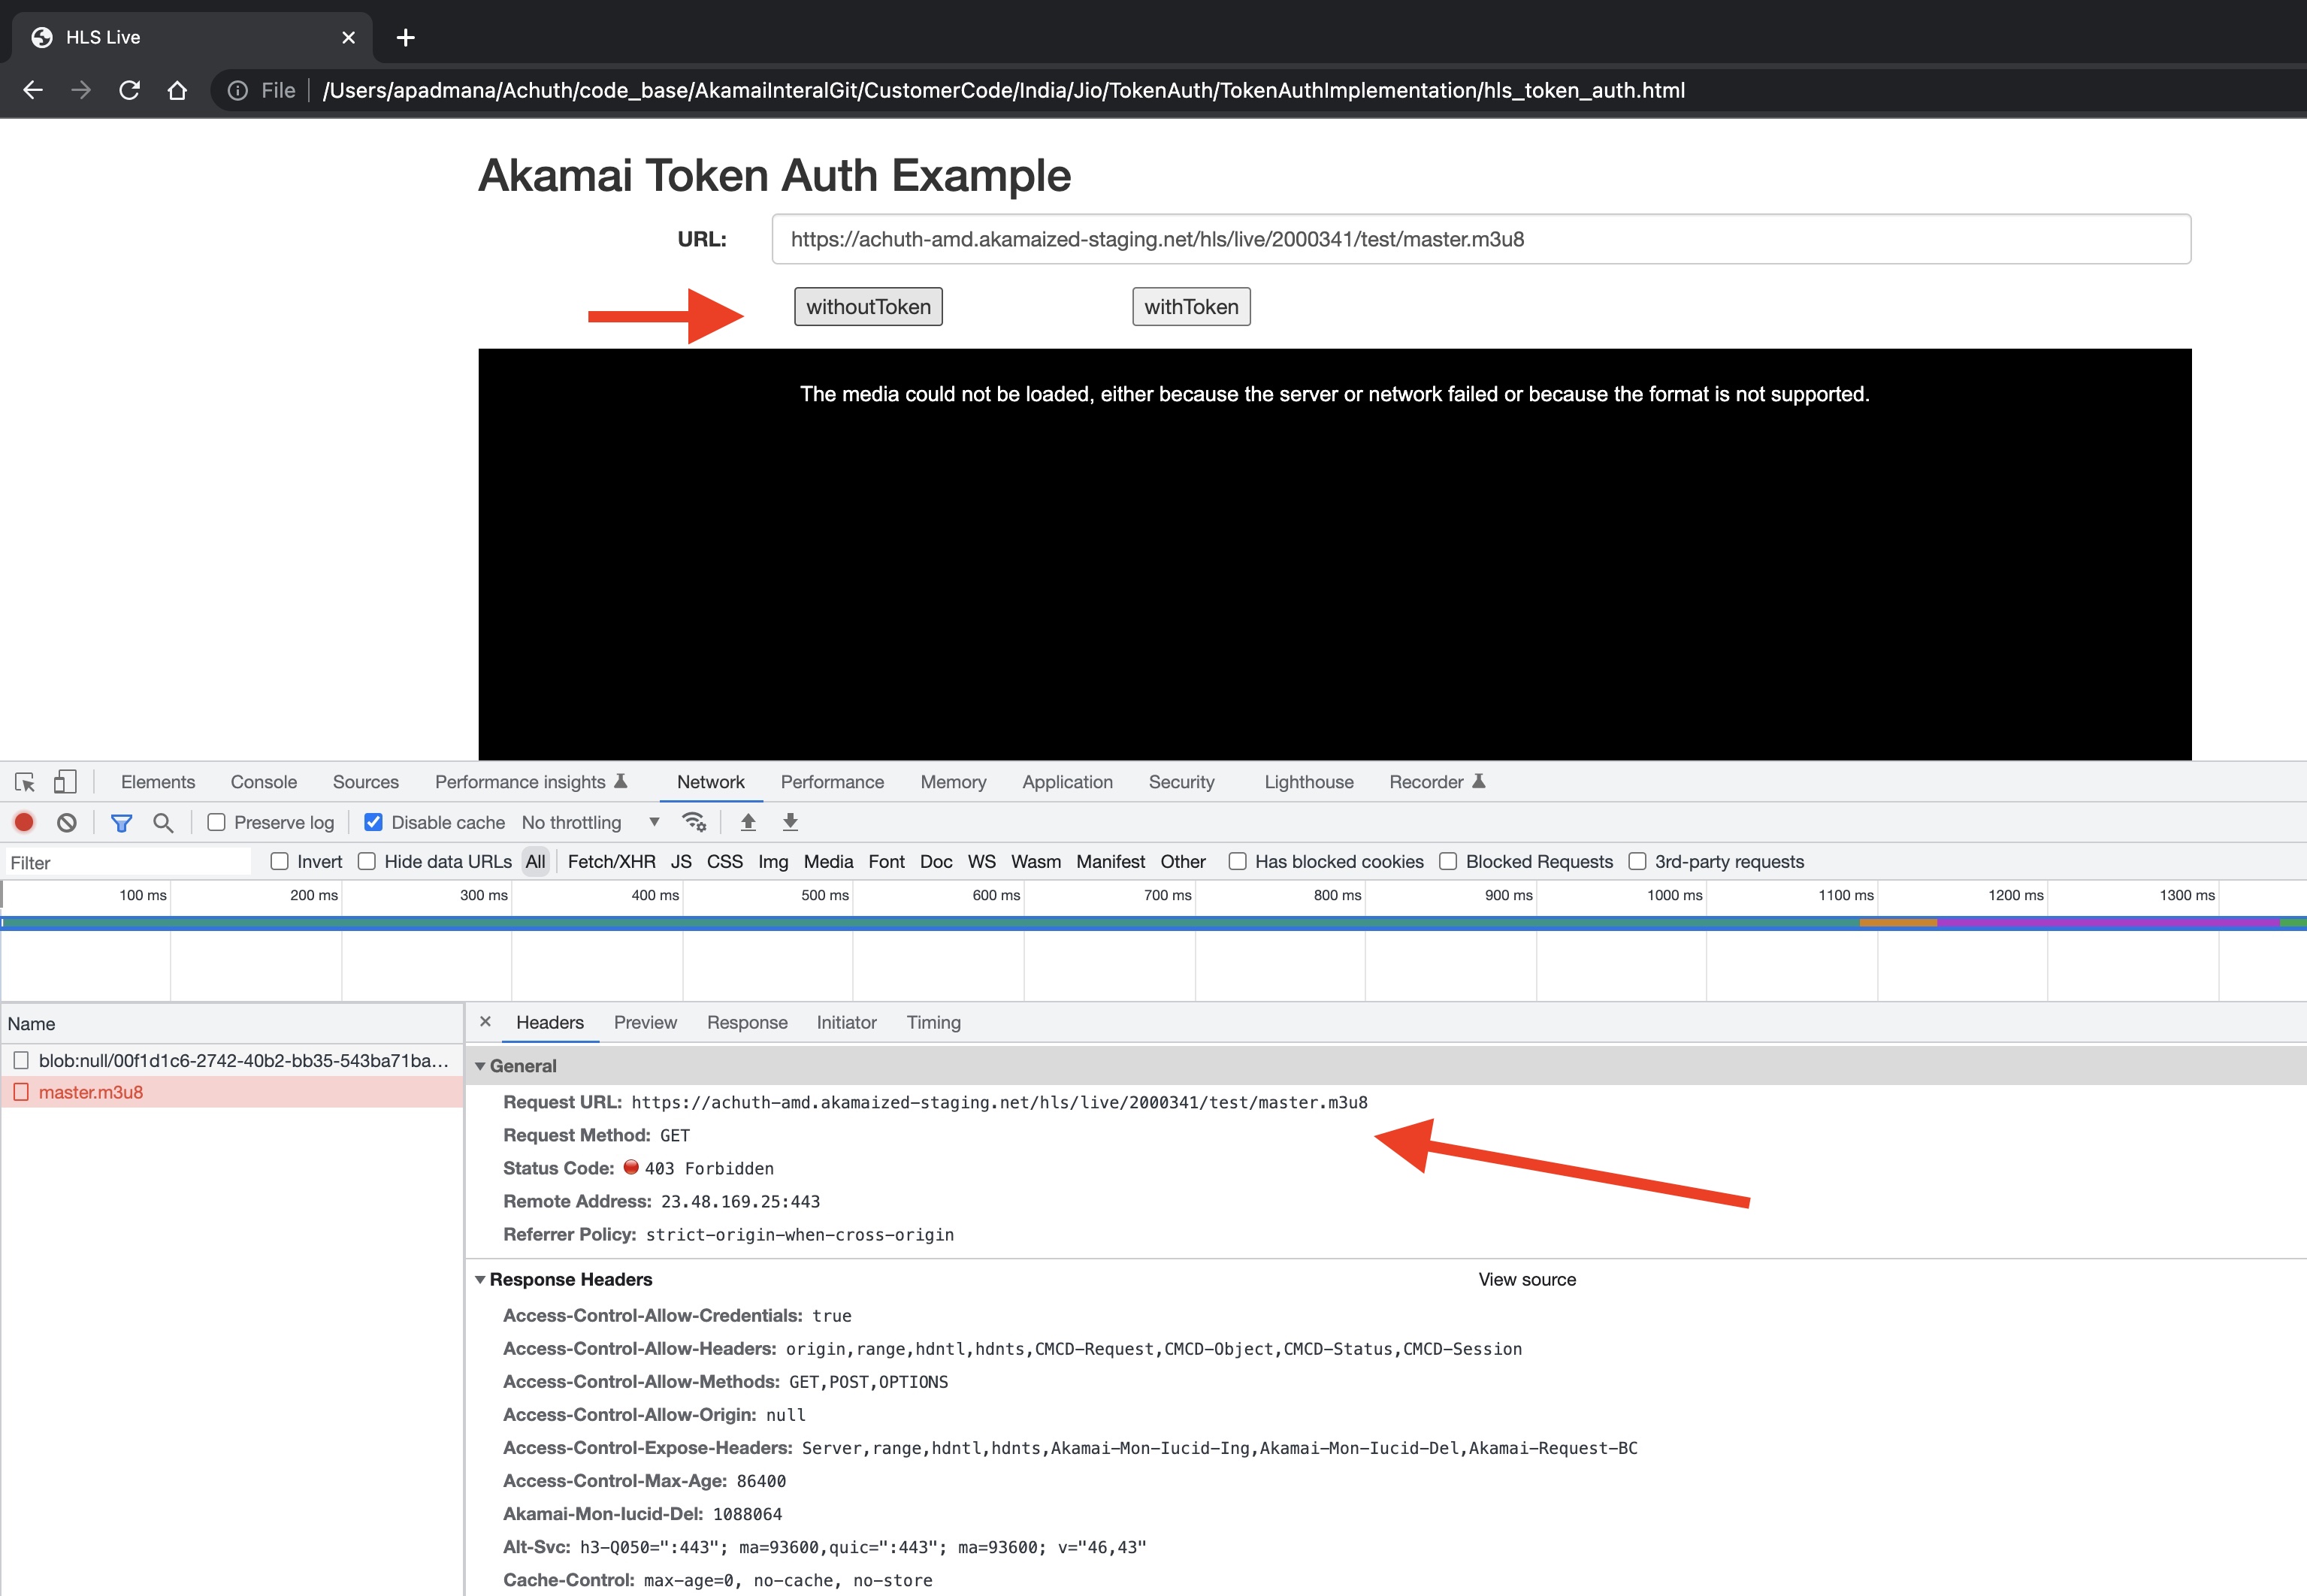 HLS Live
File | /Users/apadmana/Achuth/code_base/AkamaiInteralGit/CustomerCode/India/Jio/TokenAuth/TokenAuthImplementation/hls_token_auth.html
Akamai Token Auth Example
URL: https://achuth-amd.akamaized-staging.net/hls/live/2000341/test/master.m3u8
withoutToken withToken
The media could not be loaded, either because the server or network failed or because the format is not supported.
Elements Console Sources Performance insights Network Performance Memory Application Security Lighthouse Recorder
Preserve log Disable cache No throttling
Filter Invert Hide data URLs All Fetch/XHR JS CSS Img Media Font Doc WS Wasm Manifest Other Has blocked cookies Blocked Requests 3rd-party requests
100 ms 200 ms 300 ms 400 ms 500 ms 600 ms 700 ms 800 ms 900 ms 1000 ms 1100 ms 1200 ms 1300 ms
Name
blob:null/00f1d1c6-2742-40b2-bb35-543ba71ba...
master.m3u8
Headers Preview Response Initiator Timing
General
Request URL: https://achuth-amd.akamaized-staging.net/hls/live/2000341/test/master.m3u8
Request Method: GET
Status Code: 403 Forbidden
Remote Address: 23.48.169.25:443
Referrer Policy: strict-origin-when-cross-origin
Response Headers View source
Access-Control-Allow-Credentials: true
Access-Control-Allow-Headers: origin,range,hdntl,hdnts,CMCD-Request,CMCD-Object,CMCD-Status,CMCD-Session
Access-Control-Allow-Methods: GET,POST,OPTIONS
Access-Control-Allow-Origin: null
Access-Control-Expose-Headers: Server,range,hdntl,hdnts,Akamai-Mon-Iucid-Ing,Akamai-Mon-Iucid-Del,Akamai-Request-BC
Access-Control-Max-Age: 86400
Akamai-Mon-Iucid-Del: 1088064
Alt-Svc: h3-Q050=":443"; ma=93600,quic=":443"; ma=93600; v="46,43"
Cache-Control: max-age=0, no-cache, no-store